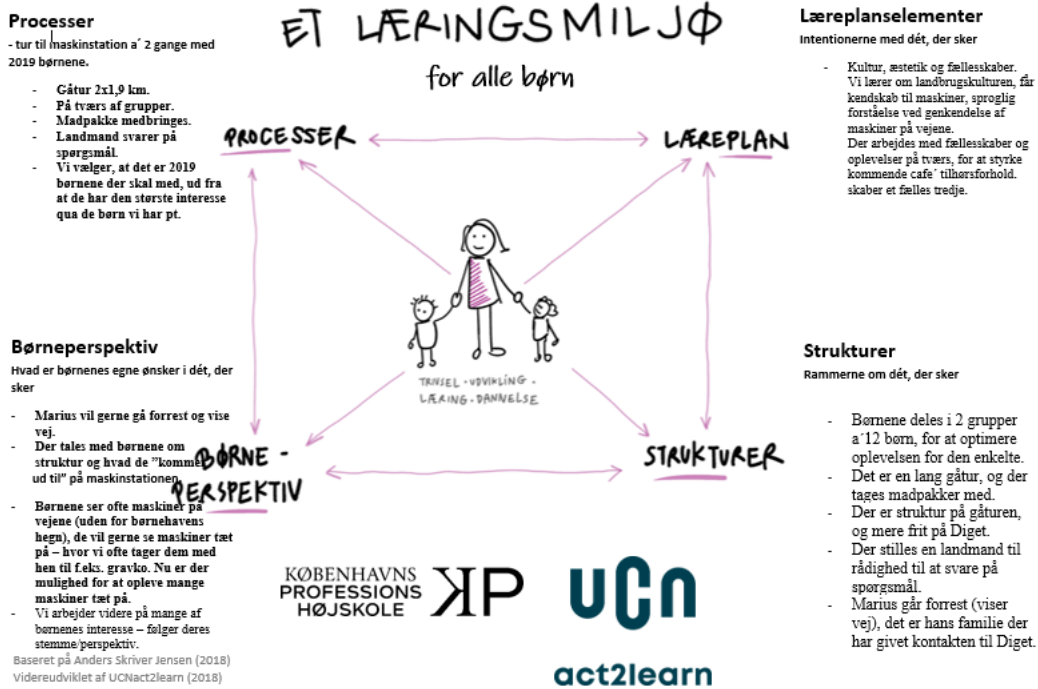 ET LÆRINGSMILJØ
for alle børn
Processer
- tur til maskinstation a´ 2 gange med
2019 børnene.
- Gåtur 2x1,9 km.
- På tværs af grupper.
- Madpakke medbringes.
- Landmand svarer på
spørgsmål.
- Vi vælger, at det er 2019
børnene der skal med, ud fra
at de har den største interesse
qua de børn vi har pt.
Læreplanselementer
Intentionerne med dét, der sker
- Kultur, æstetik og fællesskaber.
Vi lærer om landbrugskulturen, får
kendskab til maskiner, sproglig
forståelse ved genkendelse af
maskiner på vejene.
Der arbejdes med fællesskaber og
oplevelser på tværs, for at styrke
kommende cafe´ tilhørsforhold.
skaber et fælles tredje.
PROCESSER
LÆREPLAN
TRIVSEL · UDVIKLING ·
LÆRING · DANNELSE
BØRNE -
PERSPEKTIV
STRUKTURER
Børneperspektiv
Hvad er børnenes egne ønsker i dét, der
sker
- Marius vil gerne gå forrest og vise
vej.
- Der tales med børnene om
struktur og hvad de "kommer
ud til" på maskinstationen.
- Børnene ser ofte maskiner på
vejene (uden for børnehavens
hegn), de vil gerne se maskiner tæt
på – hvor vi ofte tager dem med
hen til f.eks. gravko. Nu er der
mulighed for at opleve mange
maskiner tæt på.
- Vi arbejder videre på mange af
børnenes interesse – følger deres
stemme/perspektiv.
Baseret på Anders Skriver Jensen (2018)
Videreudviklet af UCNact2learn (2018)
Strukturer
Rammerne om dét, der sker
- Børnene deles i 2 grupper
a´12 børn, for at optimere
oplevelsen for den enkelte.
- Det er en lang gåtur, og der
tages madpakker med.
- Der er struktur på gåturen,
og mere frit på Diget.
- Der stilles en landmand til
rådighed til at svare på
spørgsmål.
- Marius går forrest (viser
vej), det er hans familie der
har givet kontakten til Diget.
KØBENHAVNS
PROFESSIONS
HØJSKOLE
KP
UCN
act2learn